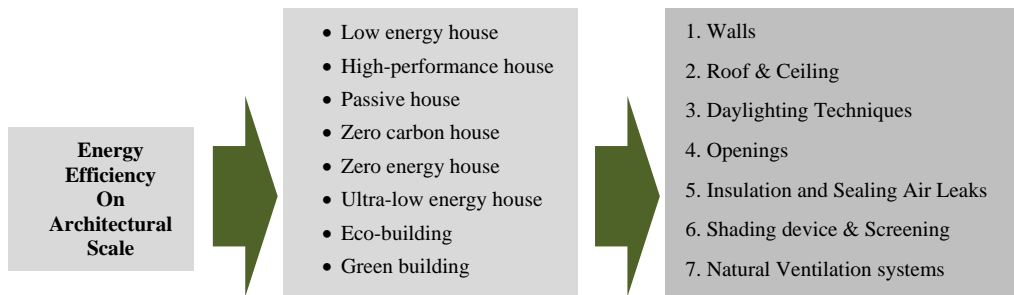 Energy
Efficiency
On
Architectural
Scale
• Low energy house
• High-performance house
• Passive house
• Zero carbon house
• Zero energy house
• Ultra-low energy house
• Eco-building
• Green building
1. Walls
2. Roof & Ceiling
3. Daylighting Techniques
4. Openings
5. Insulation and Sealing Air Leaks
6. Shading device & Screening
7. Natural Ventilation systems